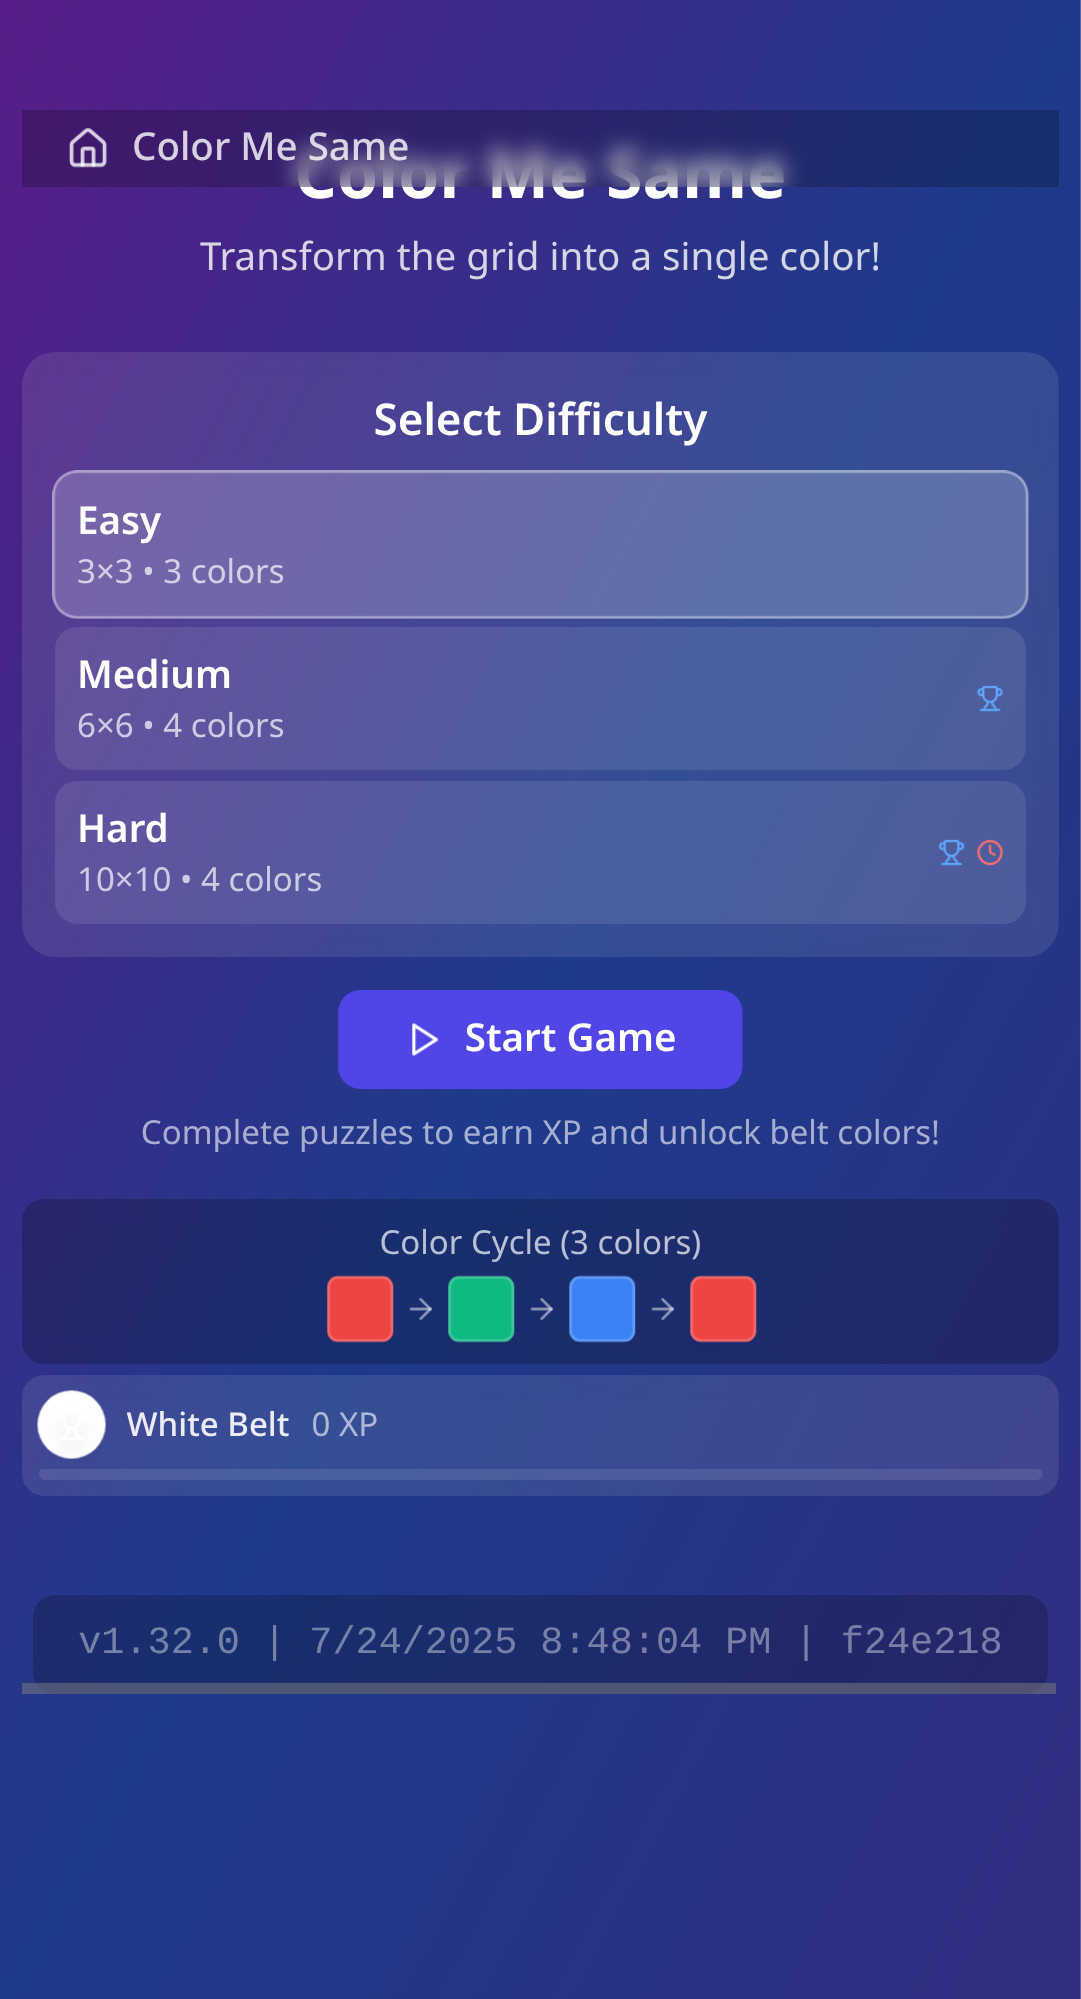 Color Me Same
Color Me Same
Transform the grid into a single color!
Select Difficulty
Easy
3×3 • 3 colors
Medium
6×6 • 4 colors
Hard
10×10 • 4 colors
Start Game
Complete puzzles to earn XP and unlock belt colors!
Color Cycle (3 colors)
White Belt 0 XP
v1.32.0 | 7/24/2025 8:48:04 PM | f24e218